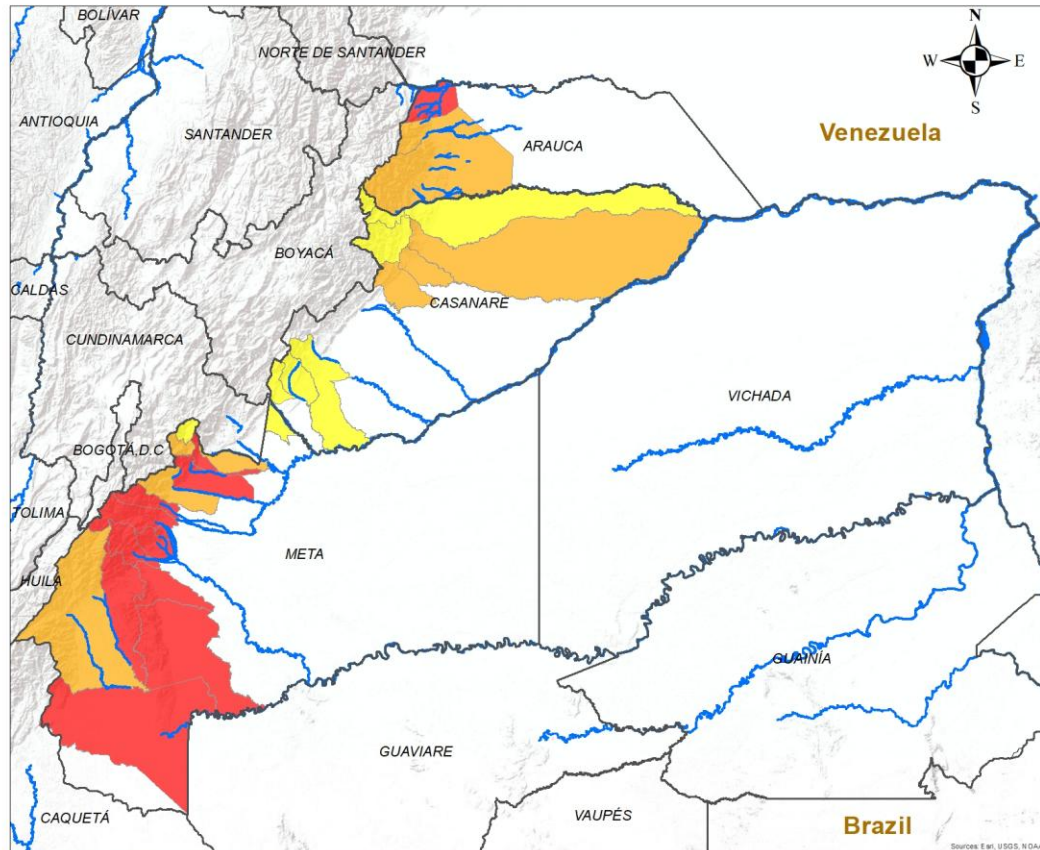 BOLÍVAR
N
NORTE DE SANTANDER
W
E
S
ANTIOQUIA
SANTANDER
Venezuela
ARAUCA
BOYACÁ
CALDAS
CASANARE
CUNDINAMARCA
VICHADA
BOGOTÁ,D.C
TOLIMA
META
HUILA
GUAINÍA
GUAVIARE
CAQUETÁ
VAUPÉS
Brazil
Sources: Esri, USGS, NOAA